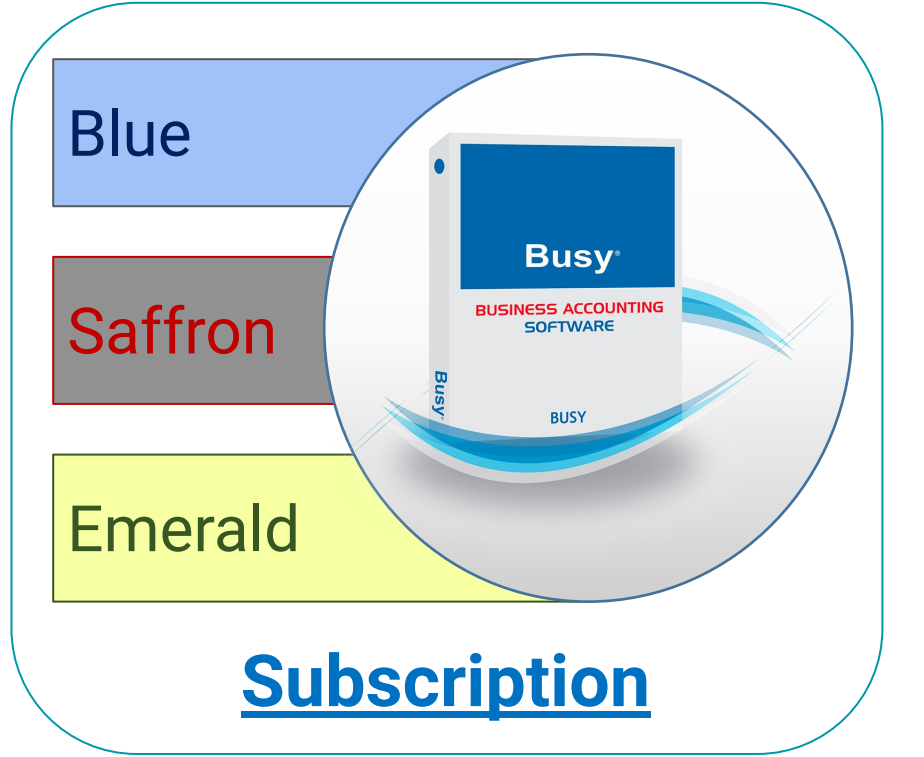 Blue
Saffron
Emerald
Busy®
BUSINESS ACCOUNTING
SOFTWARE
BUSY
Busy
Subscription